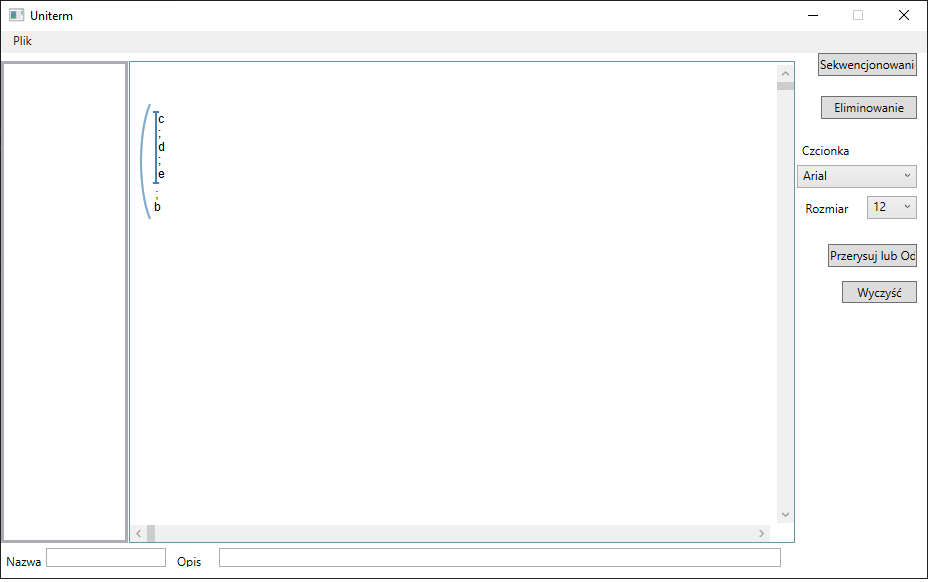 Uniterm
Plik
Sekwencjonowani
Eliminowanie
Czcionka
Arial
Rozmiar
12
Przerysuj lub Od
Wyczyść
c
;
d
;
e
;
b
Nazwa
Opis